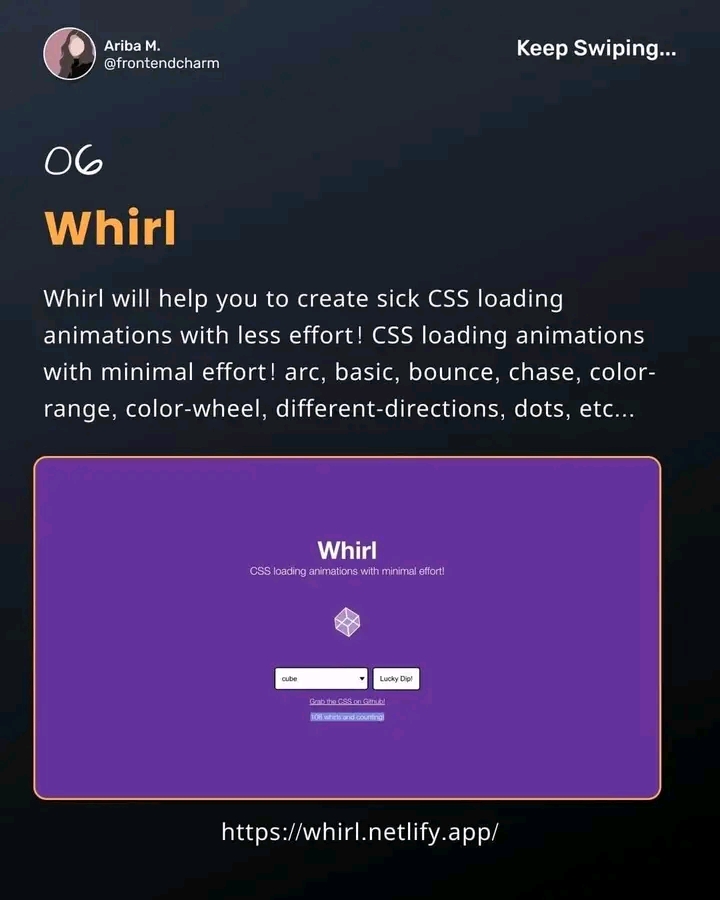 Ariba M.
@frontendcharm
Keep Swiping...
06
Whirl
Whirl will help you to create sick CSS loading
animations with less effort! CSS loading animations
with minimal effort! arc, basic, bounce, chase, color-
range, color-wheel, different-directions, dots, etc...
Whirl
CSS loading animations with minimal effort!
cube
Lucky Dip!
Grab the CSS on Github!
108 whirls and counting!
https://whirl.netlify.app/